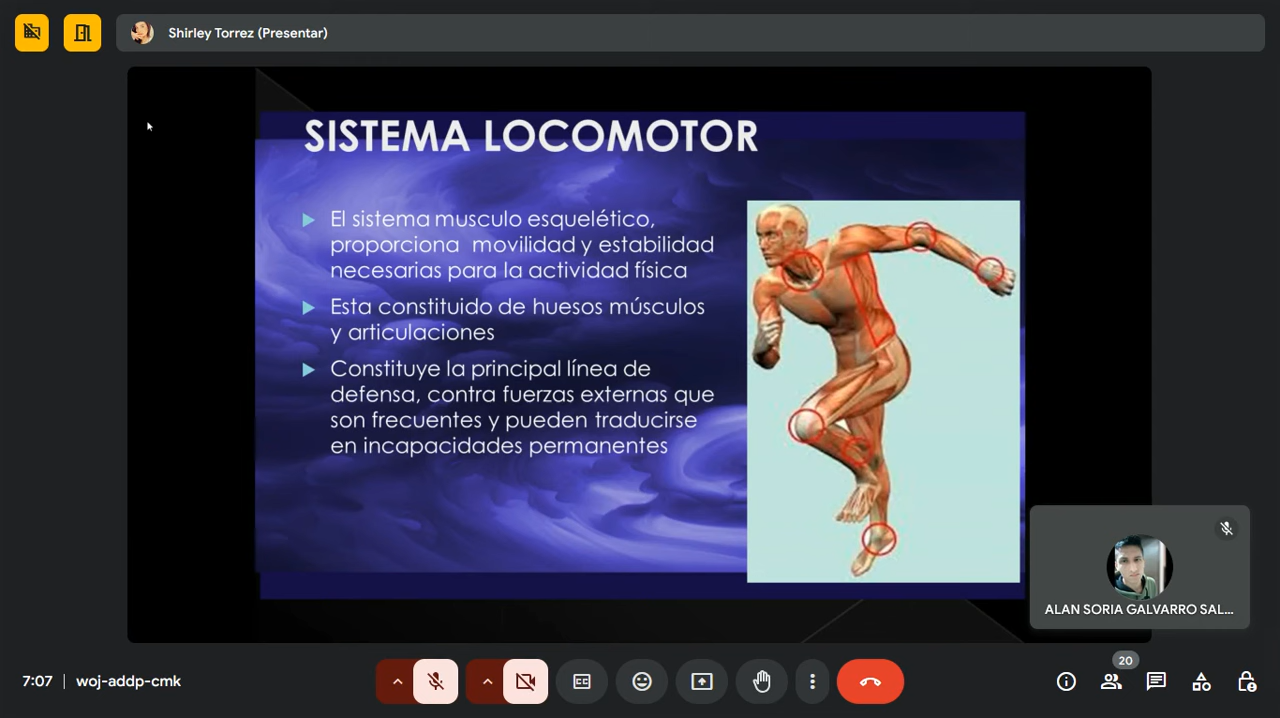 Shirley Torrez (Presentar)
SISTEMA LOCOMOTOR
El sistema musculo esquelético,
proporciona movilidad y estabilidad
necesarias para la actividad física
Esta constituido de huesos músculos
y articulaciones
Constituye la principal línea de
defensa, contra fuerzas externas que
son frecuentes y pueden traducirse
en incapacidades permanentes
ALAN SORIA GALVARRO SAL...
7:07 | woj-addp-cmk
20